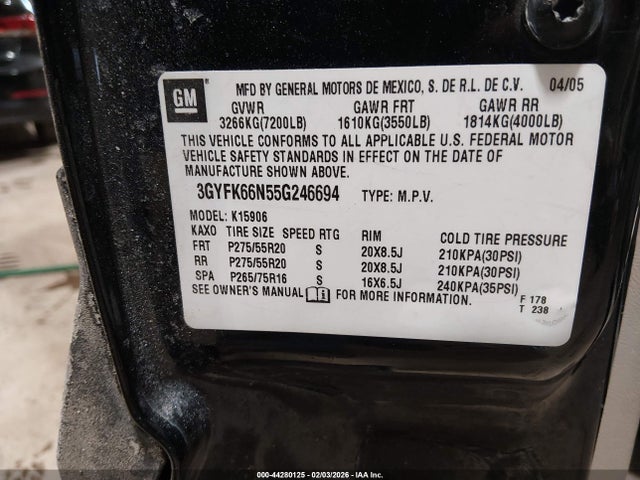 GM
MFD BY GENERAL MOTORS DE MEXICO, S. DE R.L. DE C.V. 04/05
GVWR GAWR FRT GAWR RR
3266KG(7200LB) 1610KG(3550LB) 1814KG(4000LB)
THIS VEHICLE CONFORMS TO ALL APPLICABLE U.S. FEDERAL MOTOR
VEHICLE SAFETY STANDARDS IN EFFECT ON THE DATE OF
MANUFACTURE SHOWN ABOVE.
3GYFK66N55G246694 TYPE: M.P.V.
MODEL: K15906
KAXO TIRE SIZE SPEED RTG RIM COLD TIRE PRESSURE
FRT P275/55R20 S 20X8.5J 210KPA(30PSI)
RR P275/55R20 S 20X8.5J 210KPA(30PSI)
SPA P265/75R16 S 16X6.5J 240KPA(35PSI)
SEE OWNER'S MANUAL FOR MORE INFORMATION.
F 178
T 238
000-44280125 - 02/03/2026 - IAA Inc.